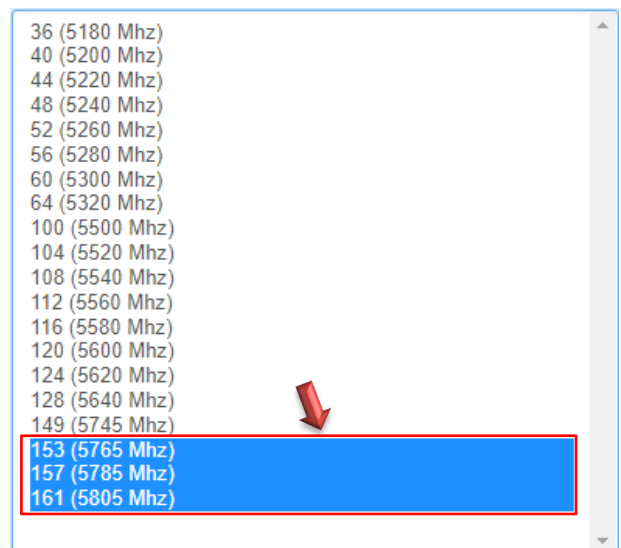 36 (5180 Mhz)
40 (5200 Mhz)
44 (5220 Mhz)
48 (5240 Mhz)
52 (5260 Mhz)
56 (5280 Mhz)
60 (5300 Mhz)
64 (5320 Mhz)
100 (5500 Mhz)
104 (5520 Mhz)
108 (5540 Mhz)
112 (5560 Mhz)
116 (5580 Mhz)
120 (5600 Mhz)
124 (5620 Mhz)
128 (5640 Mhz)
149 (5745 Mhz)
153 (5765 Mhz)
157 (5785 Mhz)
161 (5805 Mhz)